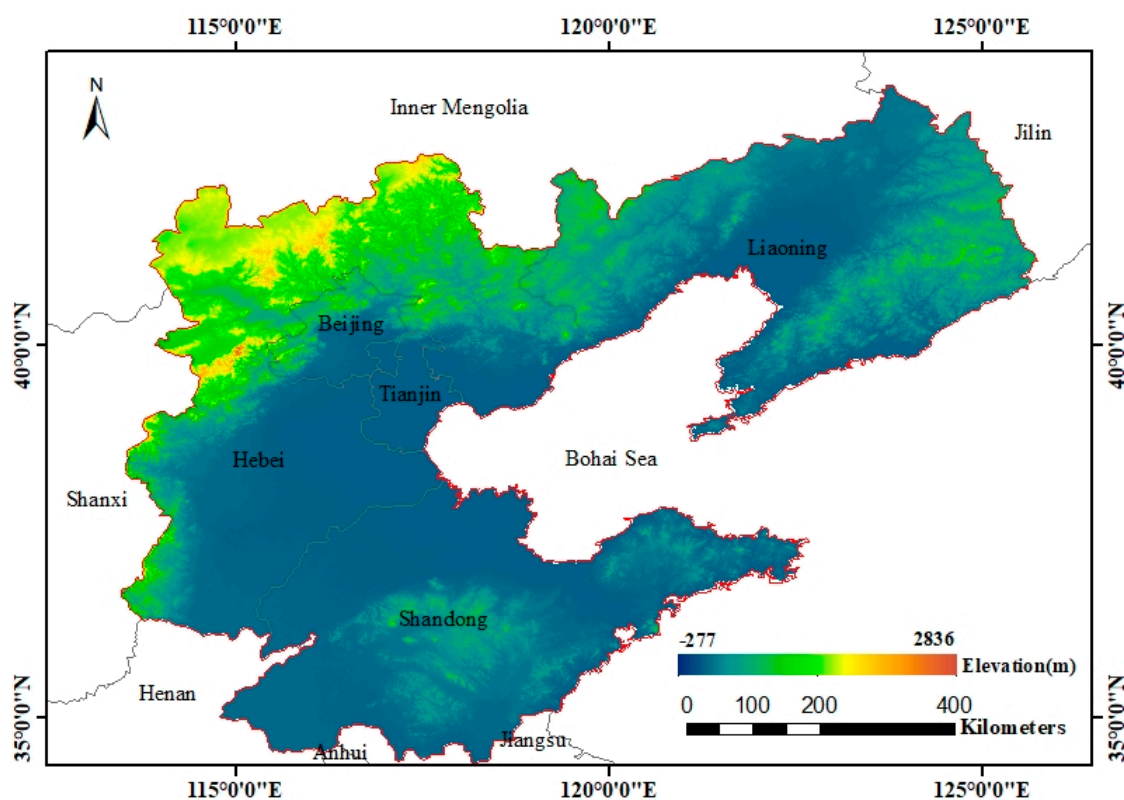 115°0'0"E 120°0'0"E 125°0'0"E
N
Inner Mengolia
Jilin
Liaoning
Beijing
40°0'0"N 40°0'0"N
Tianjin
Hebei
Bohai Sea
Shanxi
Shandong
-277 2836
Elevation(m)
Henan
0 100 200 400
Kilometers
35°0'0"N 35°0'0"N
Jiangsu
Anhui
115°0'0"E 120°0'0"E 125°0'0"E